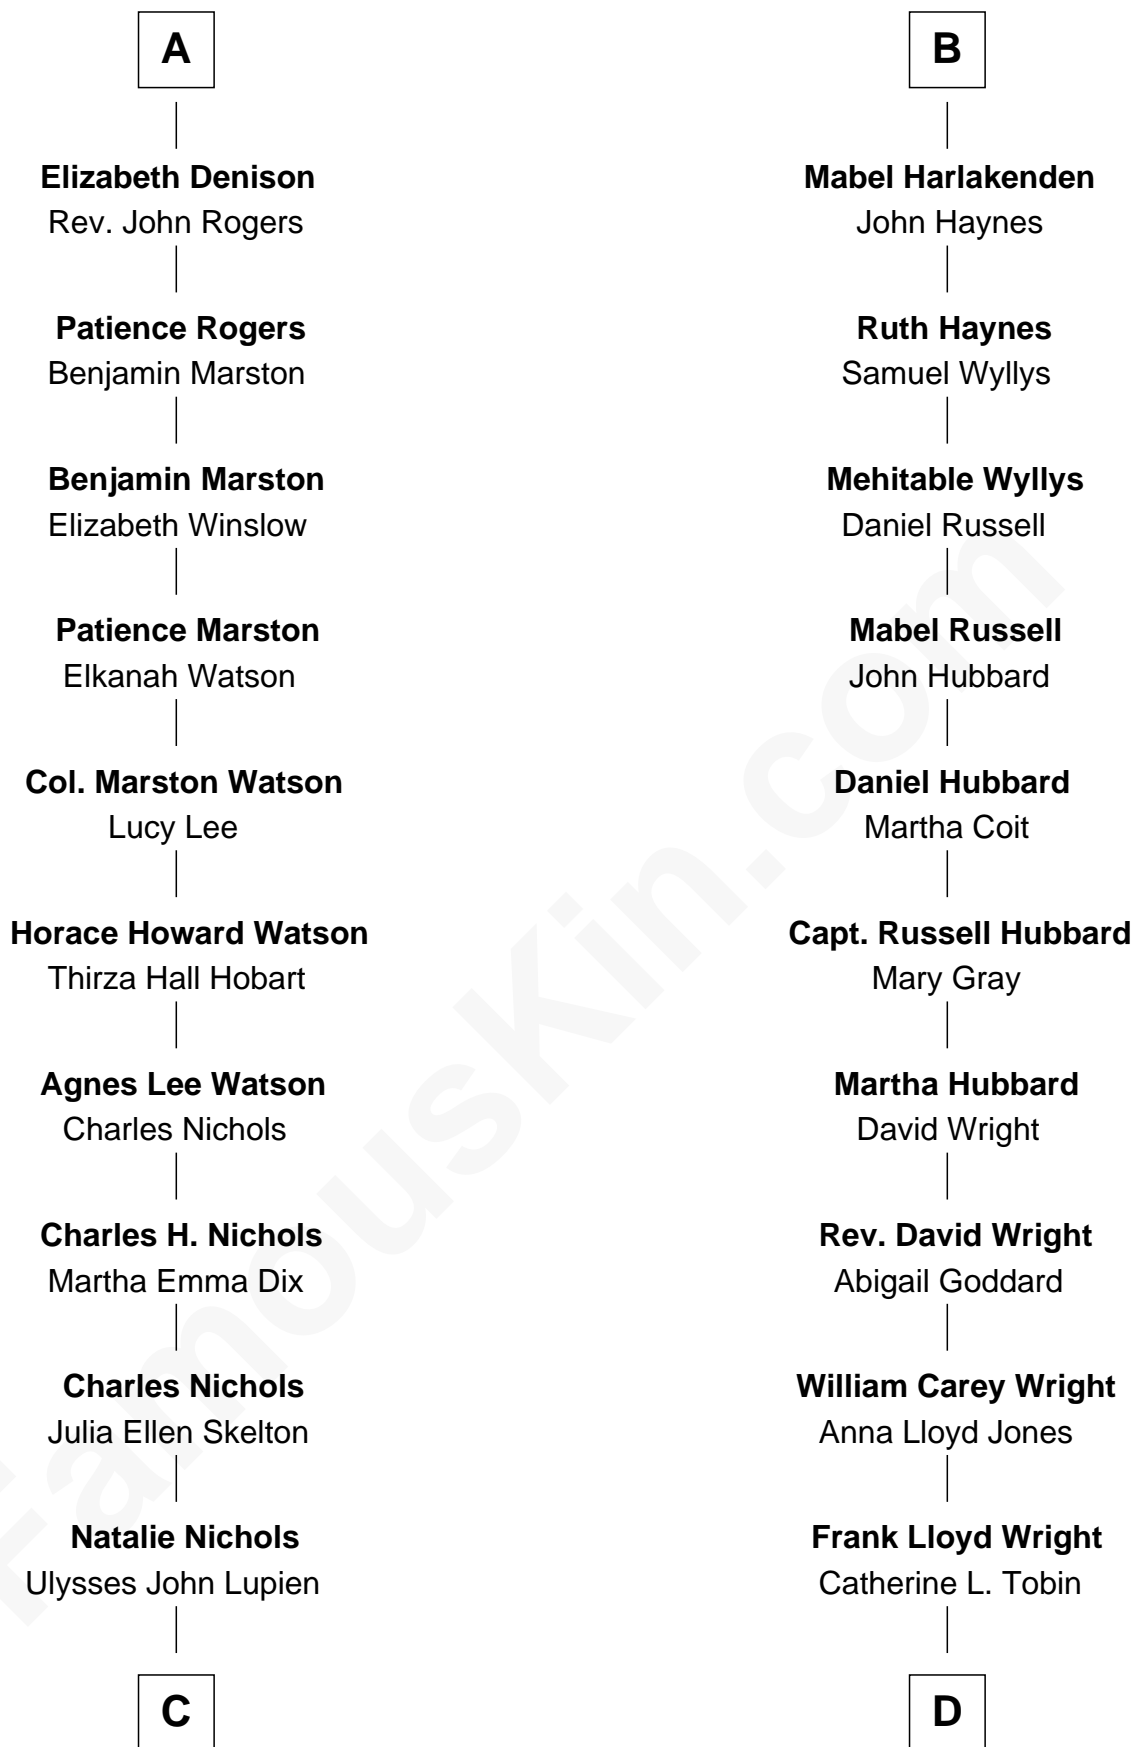 A
Elizabeth Denison
Rev. John Rogers
Patience Rogers
Benjamin Marston
Benjamin Marston
Elizabeth Winslow
Patience Marston
Elkanah Watson
Col. Marston Watson
Lucy Lee
Horace Howard Watson
Thirza Hall Hobart
Agnes Lee Watson
Charles Nichols
Charles H. Nichols
Martha Emma Dix
Charles Nichols
Julia Ellen Skelton
Natalie Nichols
Ulysses John Lupien
C
B
Mabel Harlakenden
John Haynes
Ruth Haynes
Samuel Wyllys
Mehitable Wyllys
Daniel Russell
Mabel Russell
John Hubbard
Daniel Hubbard
Martha Coit
Capt. Russell Hubbard
Mary Gray
Martha Hubbard
David Wright
Rev. David Wright
Abigail Goddard
William Carey Wright
Anna Lloyd Jones
Frank Lloyd Wright
Catherine L. Tobin
D
FamousKin.com